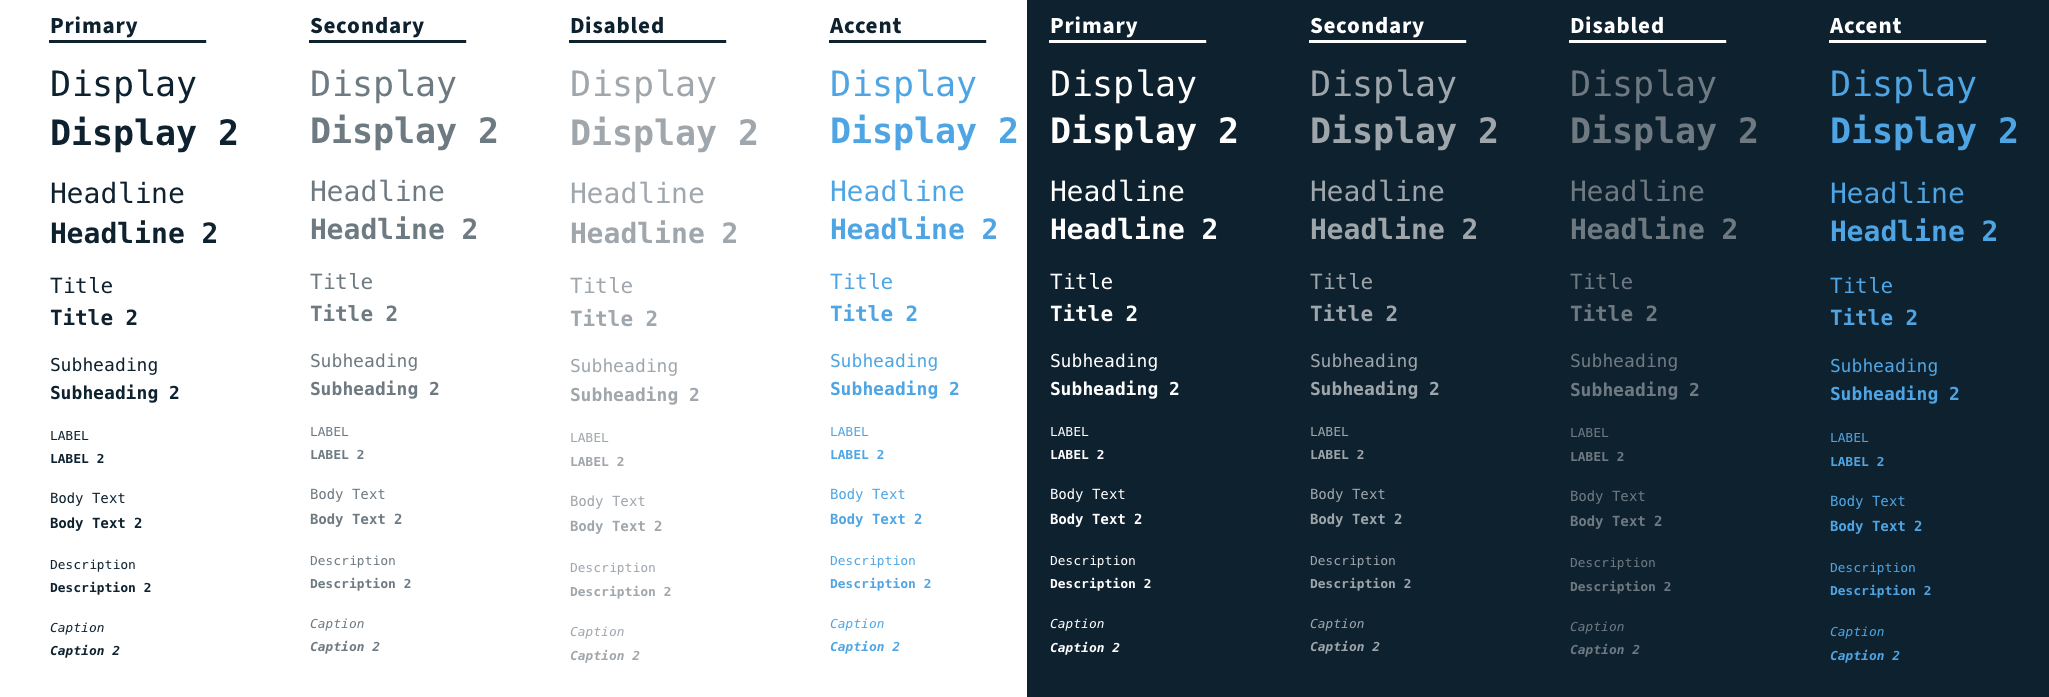 Primary
Display
Display 2
Headline
Headline 2
Title
Title 2
Subheading
Subheading 2
LABEL
LABEL 2
Body Text
Body Text 2
Description
Description 2
Caption
Caption 2
Secondary
Display
Display 2
Headline
Headline 2
Title
Title 2
Subheading
Subheading 2
LABEL
LABEL 2
Body Text
Body Text 2
Description
Description 2
Caption
Caption 2
Disabled
Display
Display 2
Headline
Headline 2
Title
Title 2
Subheading
Subheading 2
LABEL
LABEL 2
Body Text
Body Text 2
Description
Description 2
Caption
Caption 2
Accent
Display
Display 2
Headline
Headline 2
Title
Title 2
Subheading
Subheading 2
LABEL
LABEL 2
Body Text
Body Text 2
Description
Description 2
Caption
Caption 2
Primary
Display
Display 2
Headline
Headline 2
Title
Title 2
Subheading
Subheading 2
LABEL
LABEL 2
Body Text
Body Text 2
Description
Description 2
Caption
Caption 2
Secondary
Display
Display 2
Headline
Headline 2
Title
Title 2
Subheading
Subheading 2
LABEL
LABEL 2
Body Text
Body Text 2
Description
Description 2
Caption
Caption 2
Disabled
Display
Display 2
Headline
Headline 2
Title
Title 2
Subheading
Subheading 2
LABEL
LABEL 2
Body Text
Body Text 2
Description
Description 2
Caption
Caption 2
Accent
Display
Display 2
Headline
Headline 2
Title
Title 2
Subheading
Subheading 2
LABEL
LABEL 2
Body Text
Body Text 2
Description
Description 2
Caption
Caption 2